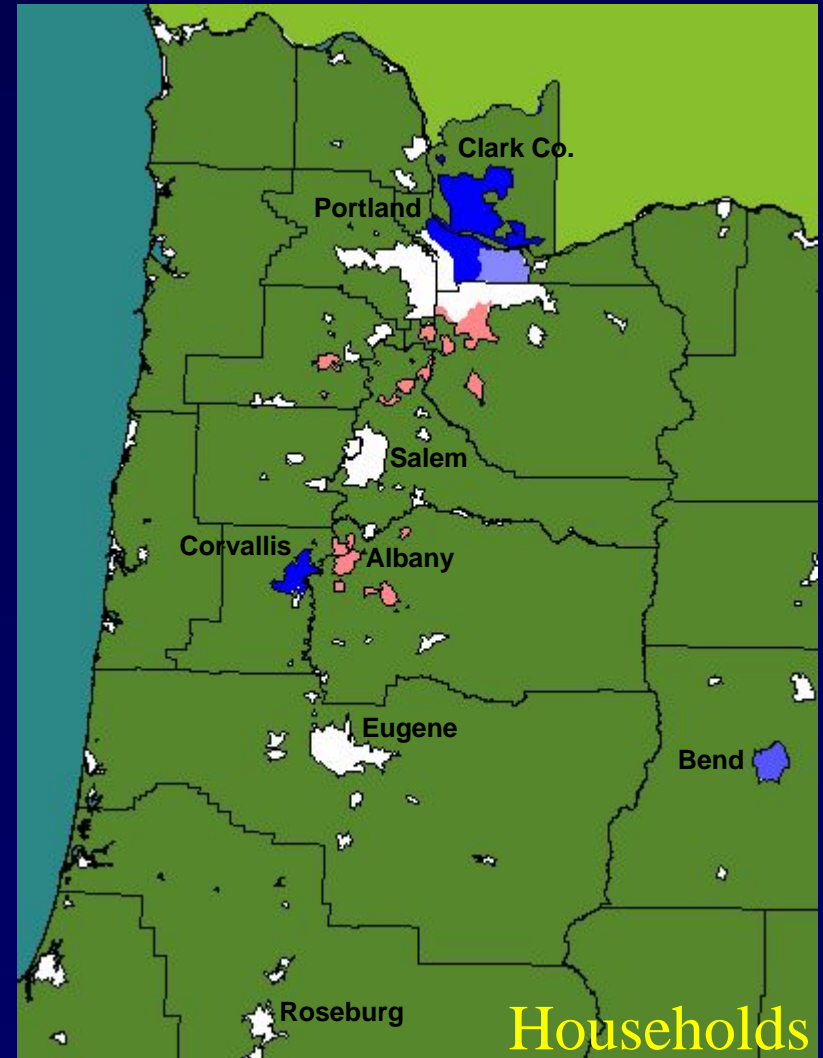 Clark Co.
Portland
Salem
Corvallis
Albany
Eugene
Bend
Roseburg
Households